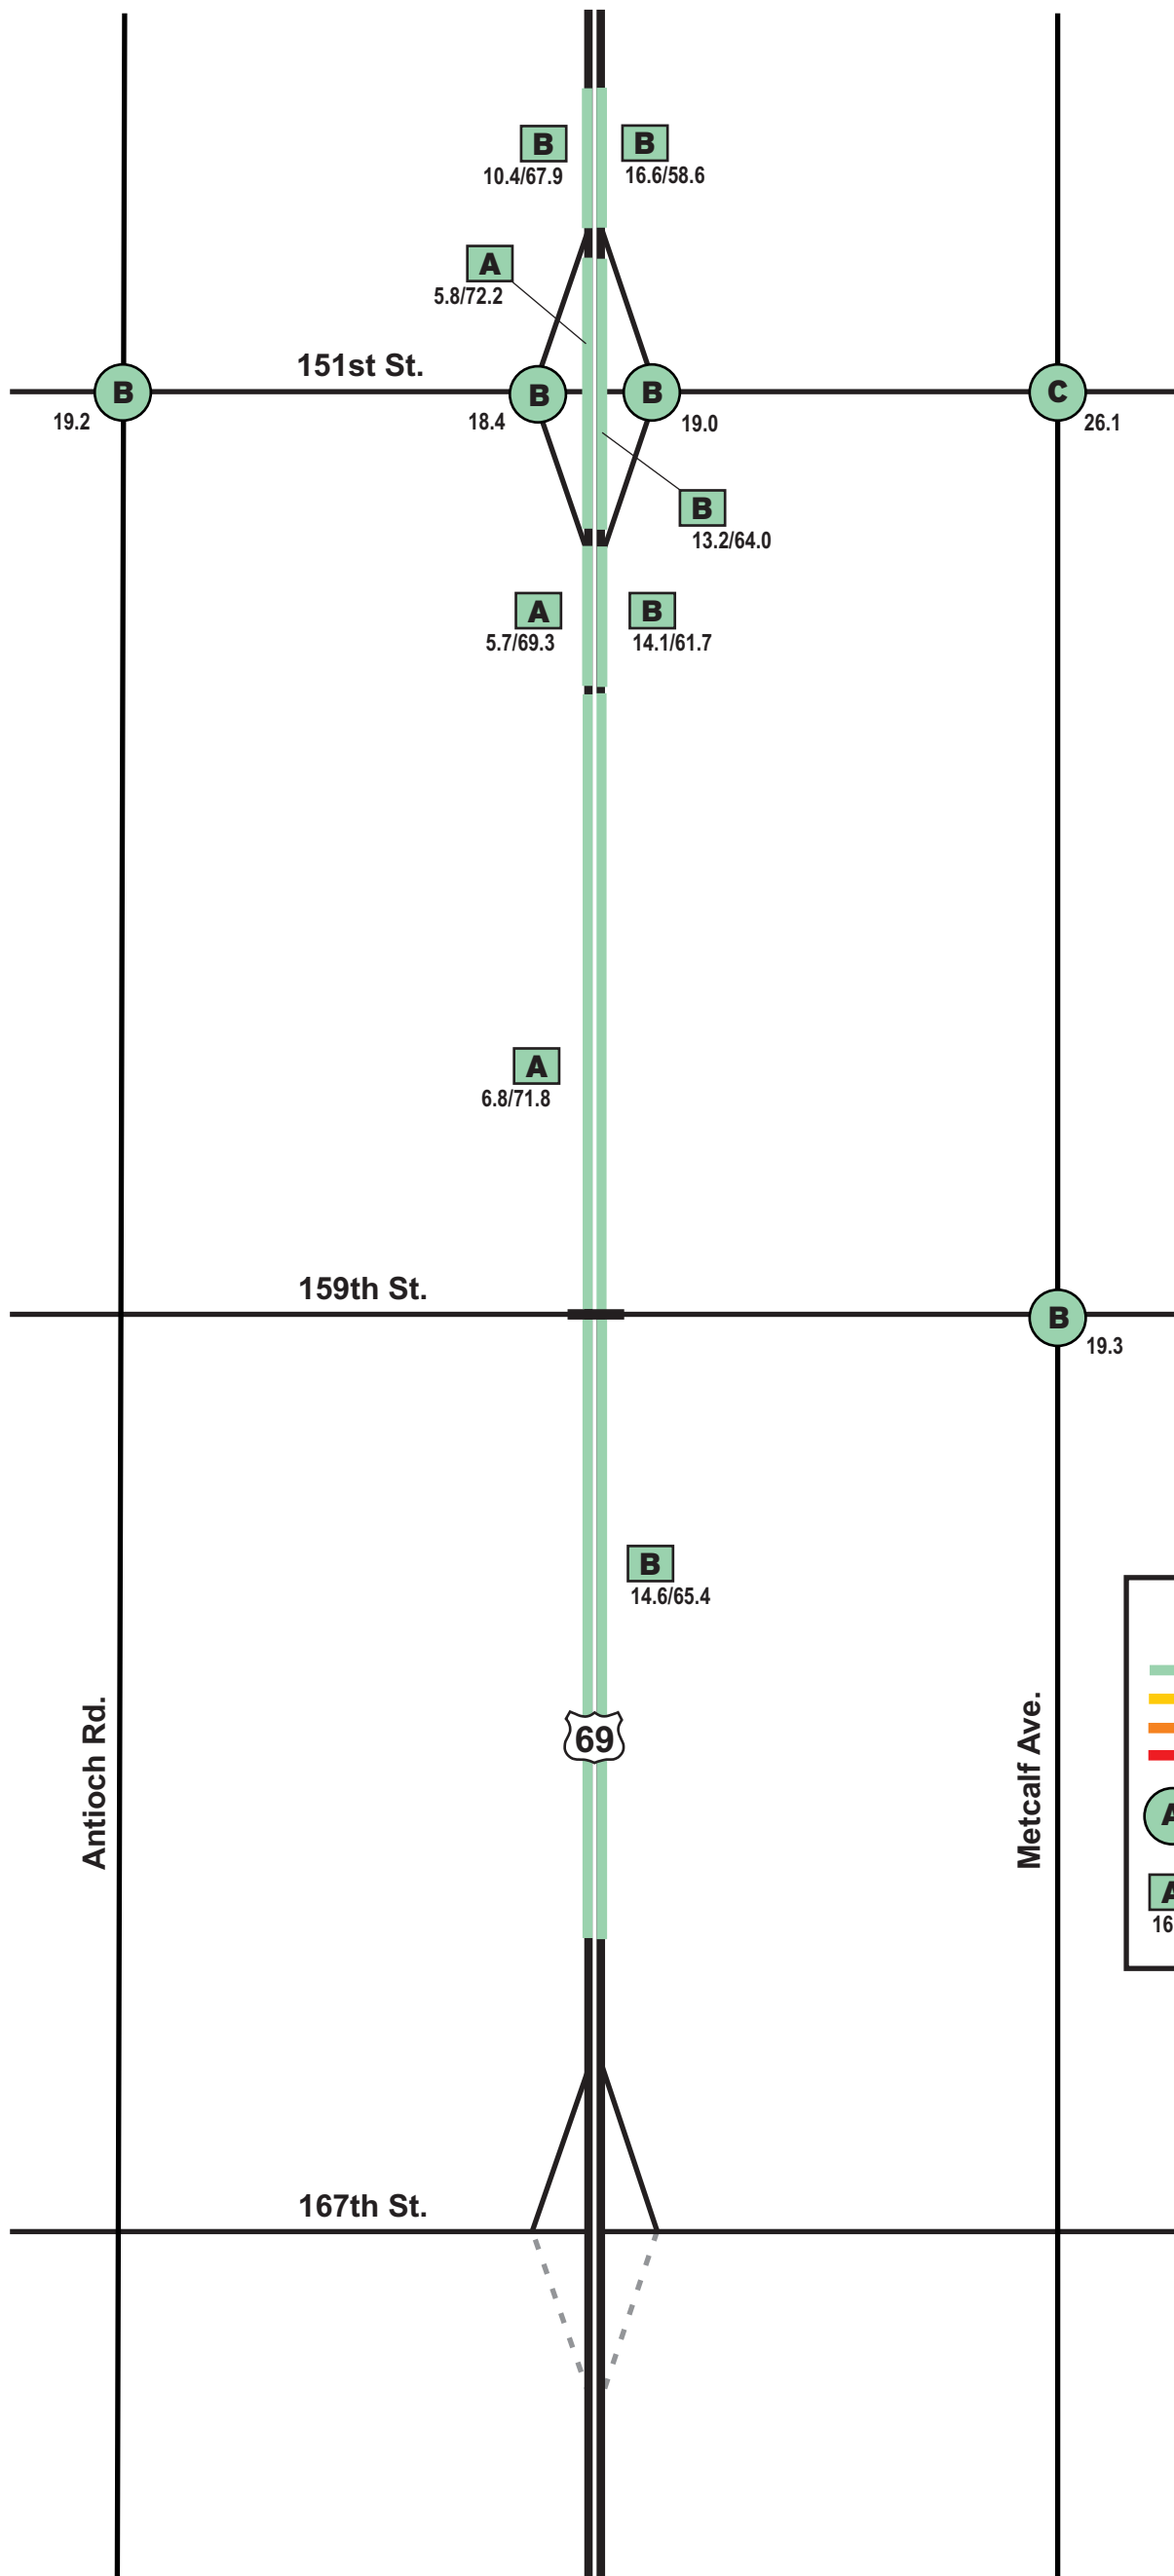 B
B
10.4/67.9
16.6/58.6
A
5.8/72.2
151st St.
B
B
B
C
19.2
18.4
19.0
26.1
B
13.2/64.0
A
B
5.7/69.3
14.1/61.7
A
6.8/71.8
159th St.
B
19.3
B
14.6/65.4
69
Antioch Rd.
Metcalf Ave.
A
A
16
167th St.